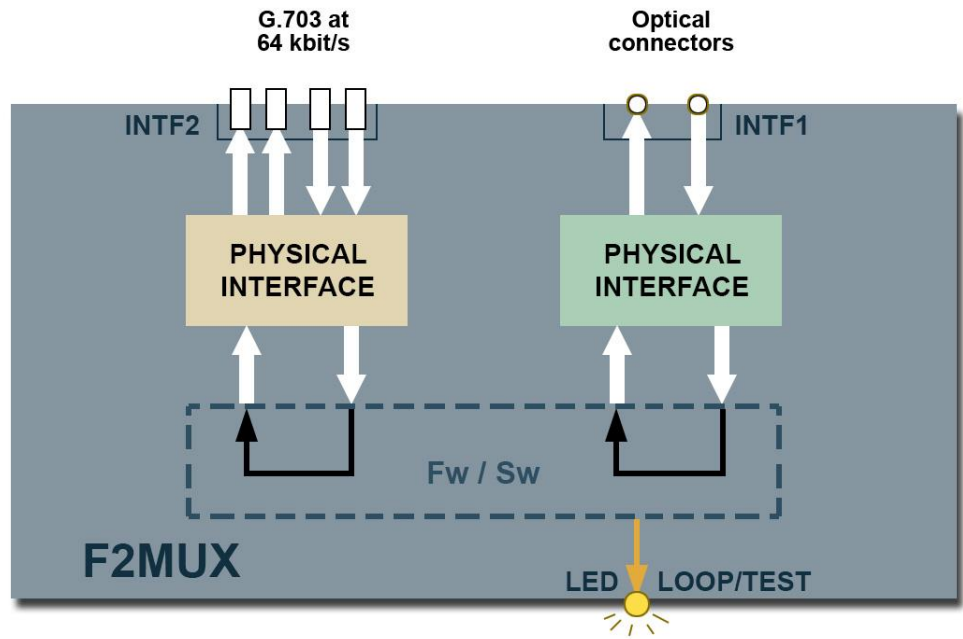 G.703 at
64 kbit/s
Optical
connectors
INTF2
INTF1
PHYSICAL
INTERFACE
PHYSICAL
INTERFACE
Fw / Sw
F2MUX
LED
LOOP/TEST